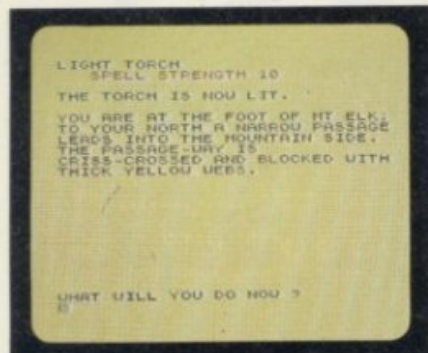 LIGHT TORCH
SPELL STRENGTH 10
THE TORCH IS NOW LIT.
YOU ARE AT THE FOOT OF MT ELK;
TO YOUR NORTH A NARROW PASSAGE
LEADS INTO THE MOUNTAIN SIDE.
THE PASSAGE-WAY IS
CRISS-CROSSED AND BLOCKED WITH
THICK YELLOW WEBS.
WHAT WILL YOU DO NOW ?